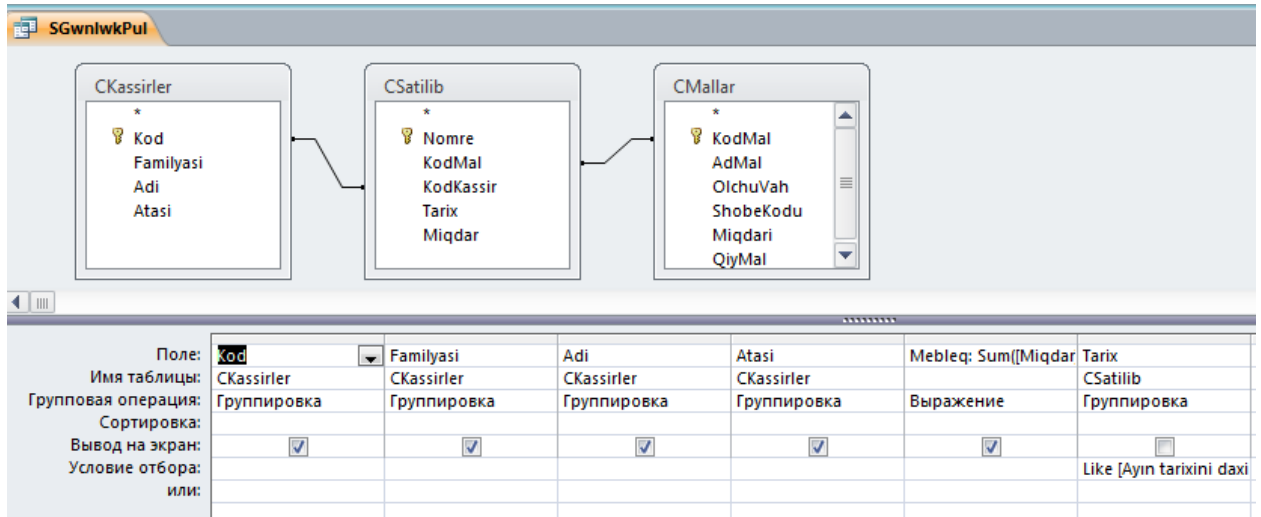 SGwnlwkPul
CKassirler
*
Kod
Familyasi
Adi
Atasi
CSatilib
*
Nomre
KodMal
KodKassir
Tarix
Miqdar
CMallar
*
KodMal
AdMal
OlchuVah
ShobeKodu
Miqdari
QiyMal
Поле: Kod Familyasi Adi Atasi Mebleq: Sum([Miqdar Tarix
Имя таблицы: CKassirler CKassirler CKassirler CKassirler CSatilib
Групповая операция: Группировка Группировка Группировка Группировка Выражение Группировка
Сортировка:
Вывод на экран:
Условие отбора: Like [Ayın tarixini daxi
или: